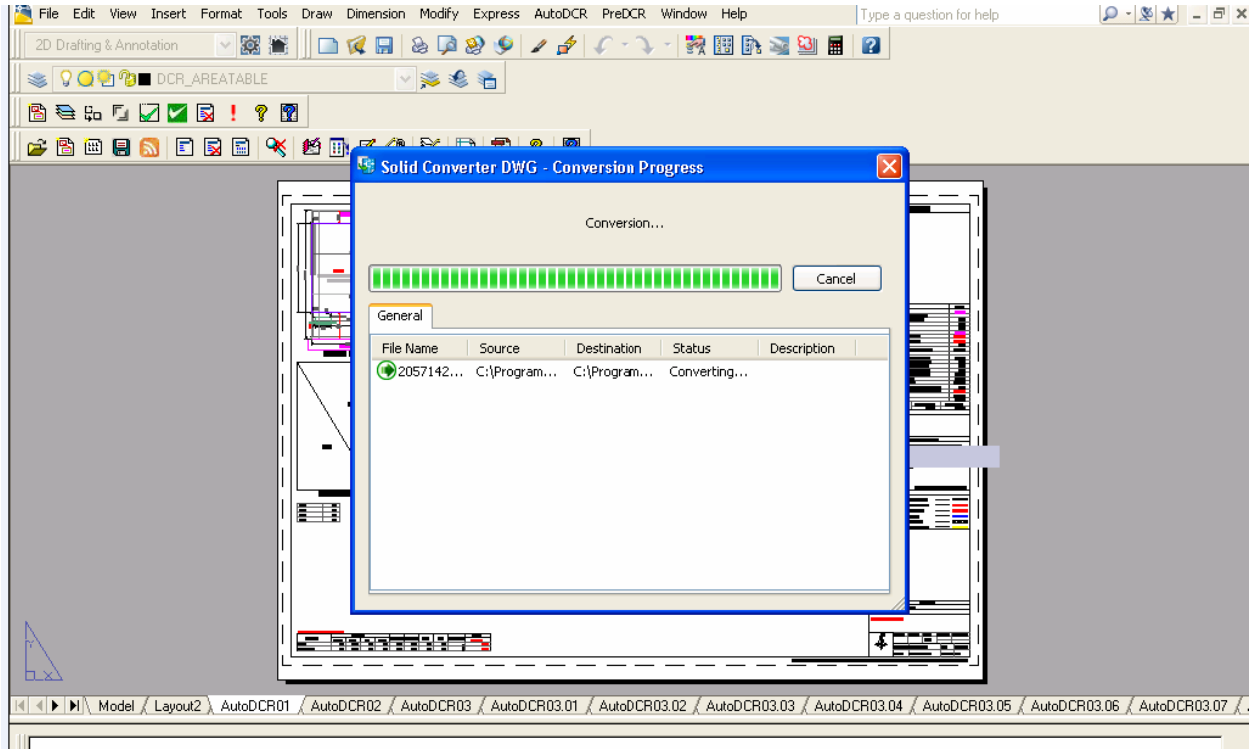 File Edit View Insert Format Tools Draw Dimension Modify Express AutoDCR PreDCR Window Help Type a question for help
2D Drafting & Annotation
DCR_AREATABLE
Solid Converter DWG - Conversion Progress
Conversion...
Cancel
General
File Name Source Destination Status Description
2057142... C:\Program... C:\Program... Converting...
Model Layout2 AutoDCR01 AutoDCR02 AutoDCR03 AutoDCR03.01 AutoDCR03.02 AutoDCR03.03 AutoDCR03.04 AutoDCR03.05 AutoDCR03.06 AutoDCR03.07